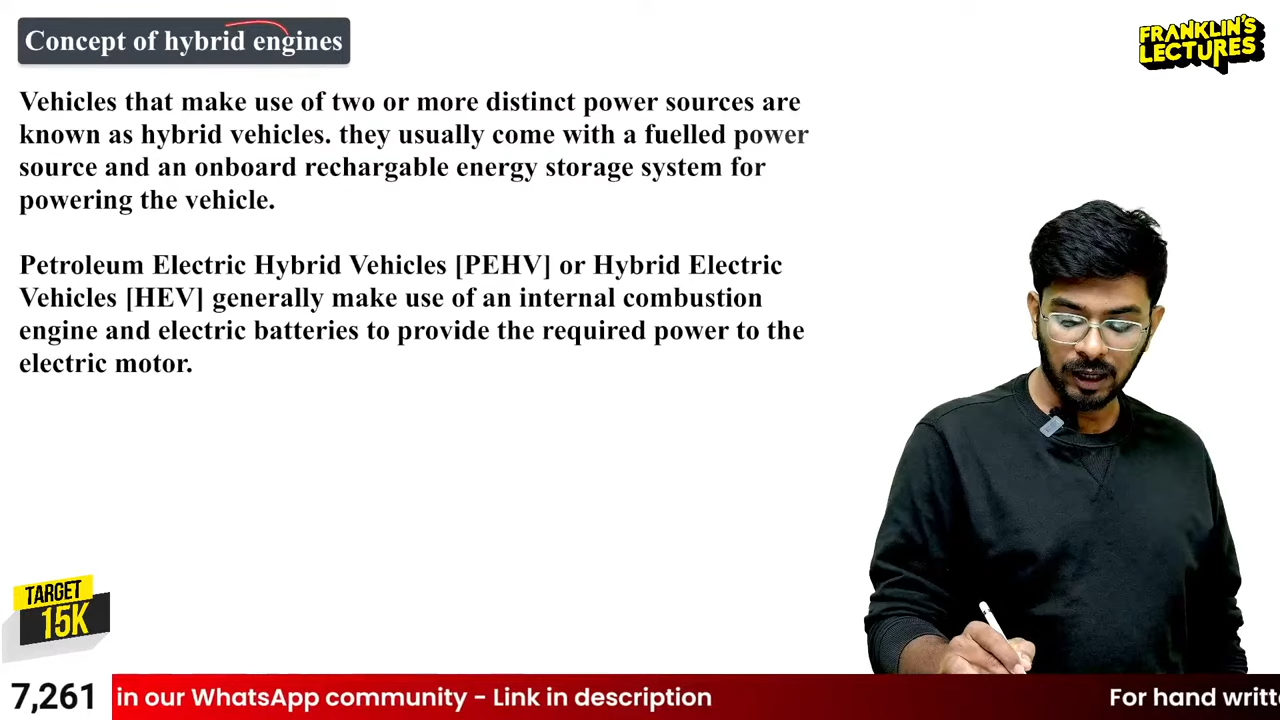 Concept of hybrid engines
FRANKLIN'S
LECTURES
Vehicles that make use of two or more distinct power sources are
known as hybrid vehicles. they usually come with a fuelled power
source and an onboard rechargable energy storage system for
powering the vehicle.
Petroleum Electric Hybrid Vehicles [PEHV] or Hybrid Electric
Vehicles [HEV] generally make use of an internal combustion
engine and electric batteries to provide the required power to the
electric motor.
TARGET
15K
7,261 in our WhatsApp community - Link in description For hand